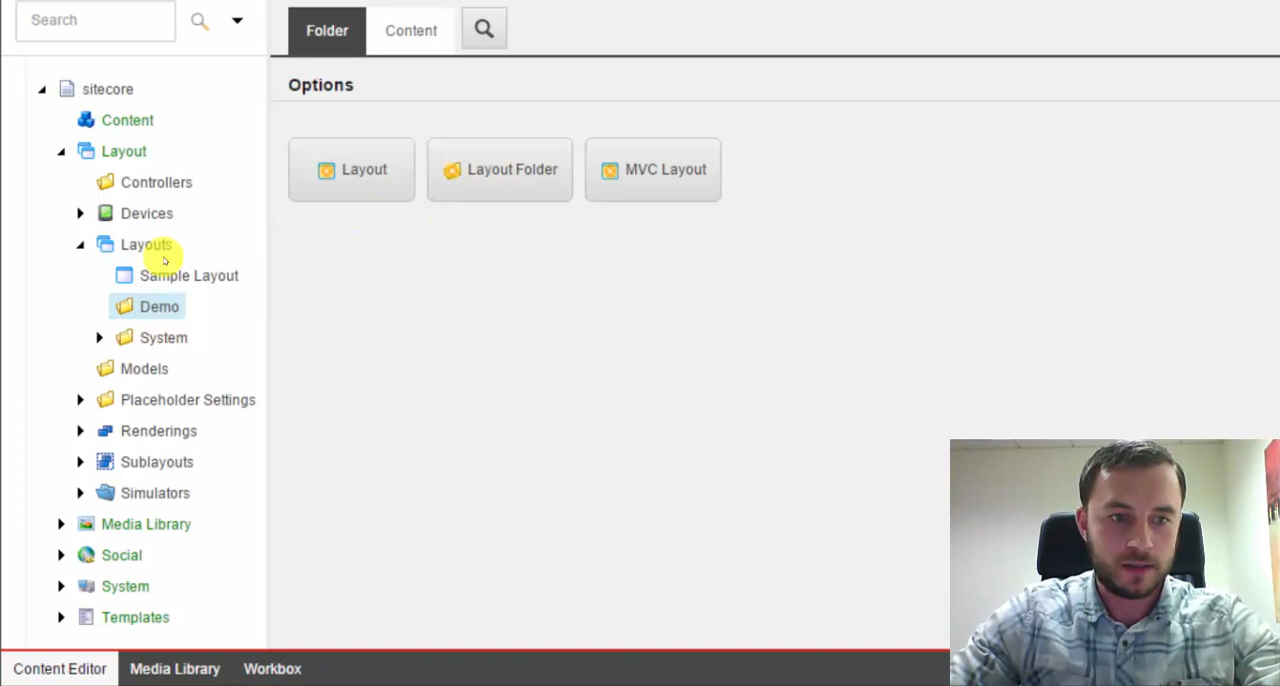 Search
Folder
Content
Options
Layout
Layout Folder
MVC Layout
sitecore
Content
Layout
Controllers
Devices
Layouts
Sample Layout
Demo
System
Models
Placeholder Settings
Renderings
Sublayouts
Simulators
Media Library
Social
System
Templates
Content Editor
Media Library
Workbox